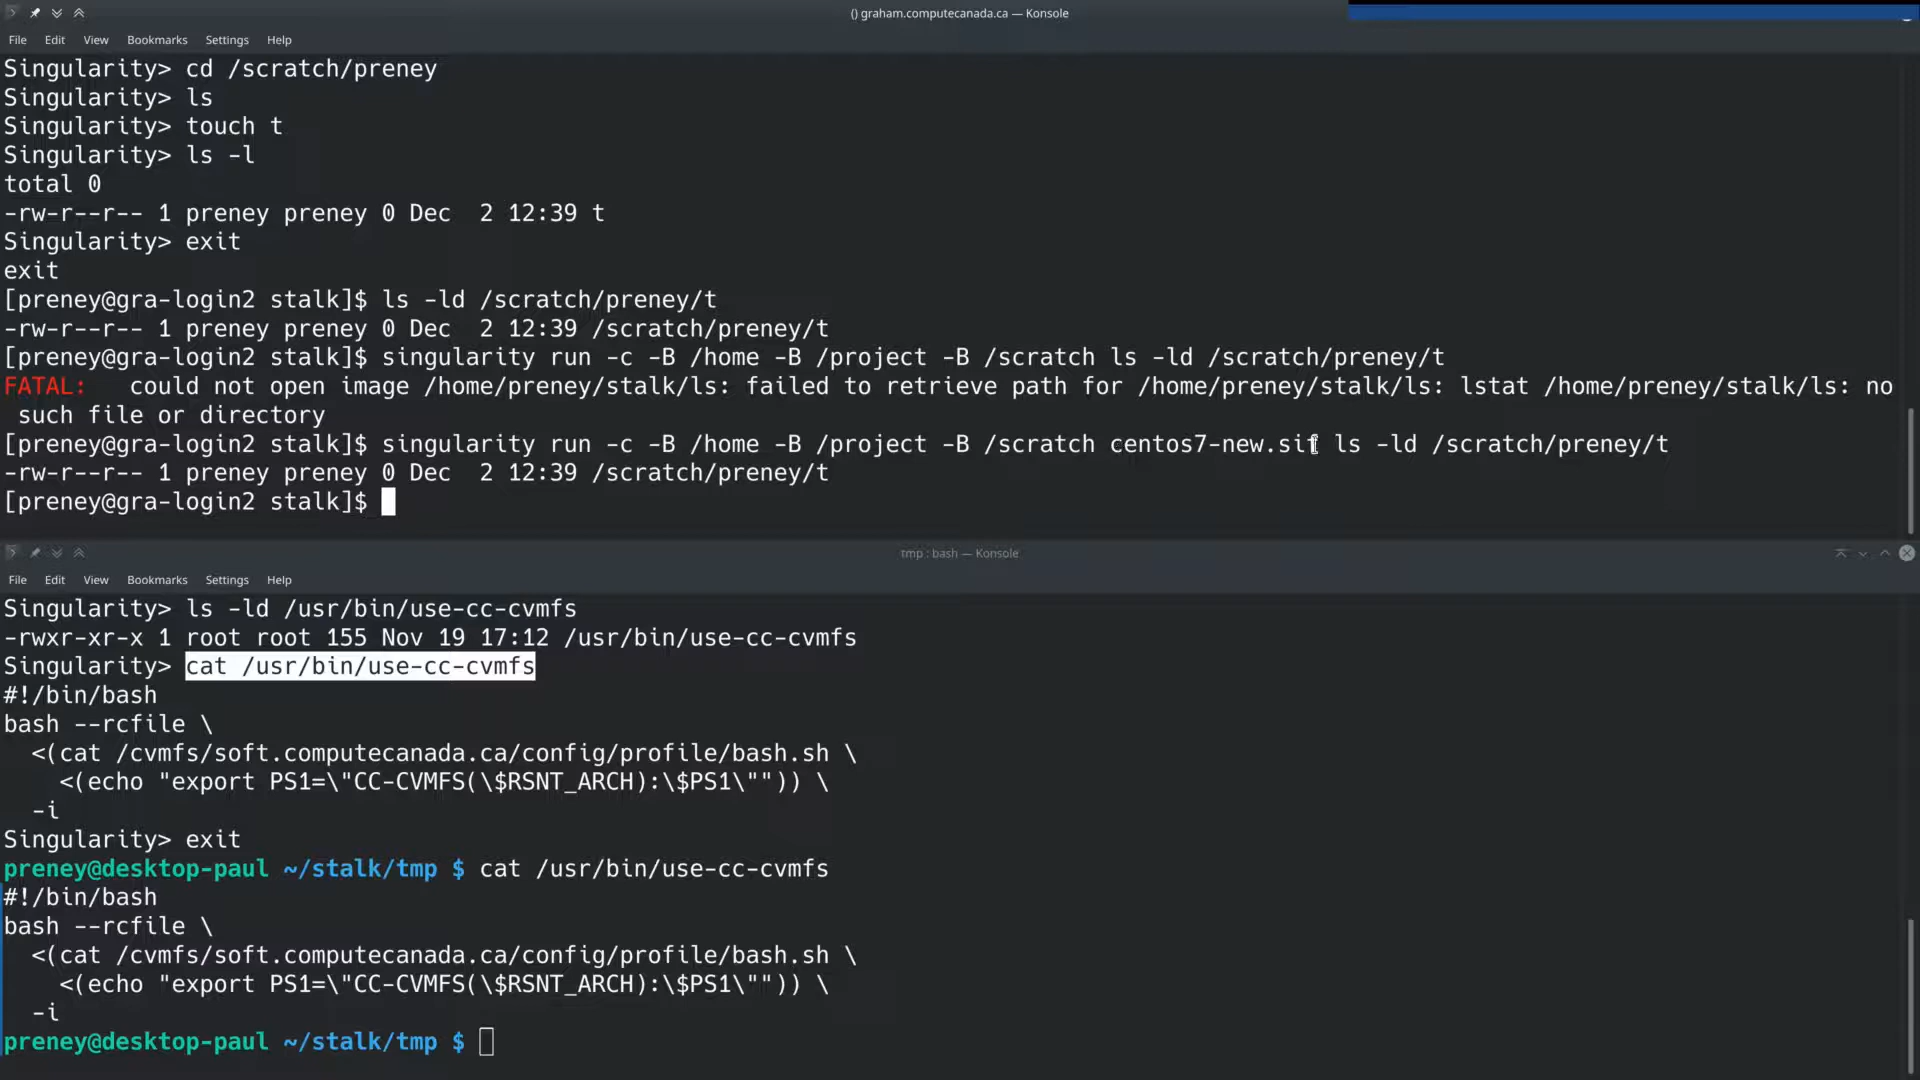 () graham.computecanada.ca — Konsole
File Edit View Bookmarks Settings Help
Singularity> cd /scratch/preney
Singularity> ls
Singularity> touch t
Singularity> ls -l
total 0
-rw-r--r-- 1 preney preney 0 Dec  2 12:39 t
Singularity> exit
exit
[preney@gra-login2 stalk]$ ls -ld /scratch/preney/t
-rw-r--r-- 1 preney preney 0 Dec  2 12:39 /scratch/preney/t
[preney@gra-login2 stalk]$ singularity run -c -B /home -B /project -B /scratch ls -ld /scratch/preney/t
FATAL:   could not open image /home/preney/stalk/ls: failed to retrieve path for /home/preney/stalk/ls: lstat /home/preney/stalk/ls: no
 such file or directory
[preney@gra-login2 stalk]$ singularity run -c -B /home -B /project -B /scratch centos7-new.sif ls -ld /scratch/preney/t
-rw-r--r-- 1 preney preney 0 Dec  2 12:39 /scratch/preney/t
[preney@gra-login2 stalk]$
tmp : bash — Konsole
File Edit View Bookmarks Settings Help
Singularity> ls -ld /usr/bin/use-cc-cvmfs
-rwxr-xr-x 1 root root 155 Nov 19 17:12 /usr/bin/use-cc-cvmfs
Singularity> cat /usr/bin/use-cc-cvmfs
#!/bin/bash
bash --rcfile \
  <(cat /cvmfs/soft.computecanada.ca/config/profile/bash.sh \
    <(echo "export PS1=\"CC-CVMFS(\$RSNT_ARCH):\$PS1\"")) \
  -i
Singularity> exit
preney@desktop-paul ~/stalk/tmp $ cat /usr/bin/use-cc-cvmfs
#!/bin/bash
bash --rcfile \
  <(cat /cvmfs/soft.computecanada.ca/config/profile/bash.sh \
    <(echo "export PS1=\"CC-CVMFS(\$RSNT_ARCH):\$PS1\"")) \
  -i
preney@desktop-paul ~/stalk/tmp $